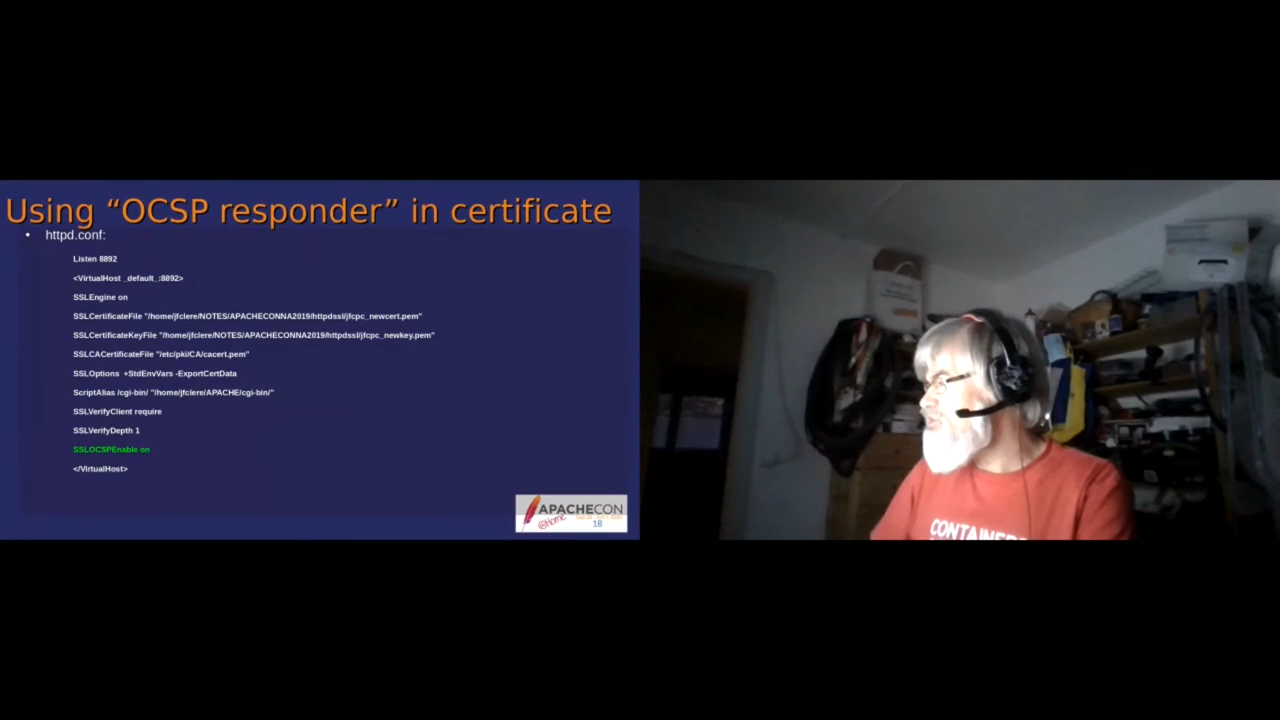 Using “OCSP responder” in certificate
• httpd.conf:
Listen 8892
<VirtualHost _default_:8892>
SSLEngine on
SSLCertificateFile "/home/jfclere/NOTES/APACHECONNA2019/httpdssl/jfcpc_newcert.pem"
SSLCertificateKeyFile "/home/jfclere/NOTES/APACHECONNA2019/httpdssl/jfcpc_newkey.pem"
SSLCACertificateFile "/etc/pki/CA/cacert.pem"
SSLOptions +StdEnvVars -ExportCertData
ScriptAlias /cgi-bin/ "/home/jfclere/APACHE/cgi-bin/"
SSLVerifyClient require
SSLVerifyDepth 1
SSLOCSPEnable on
</VirtualHost>
APACHECON
@Home
18
CONTAINERS